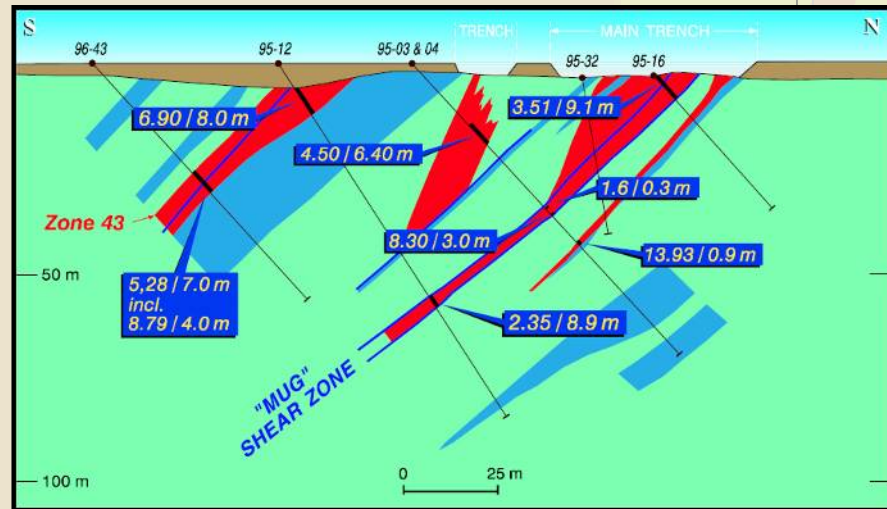 S
TRENCH
MAIN TRENCH
N
96-43
95-12
95-03 & 04
95-32
95-16
6.90 / 8.0 m
3.51 / 9.1 m
4.50 / 6.40 m
1.6 / 0.3 m
Zone 43
8.30 / 3.0 m
13.93 / 0.9 m
50 m
5,28 / 7.0 m
incl.
8.79 / 4.0 m
2.35 / 8.9 m
"MUG"
SHEAR ZONE
0 25 m
100 m